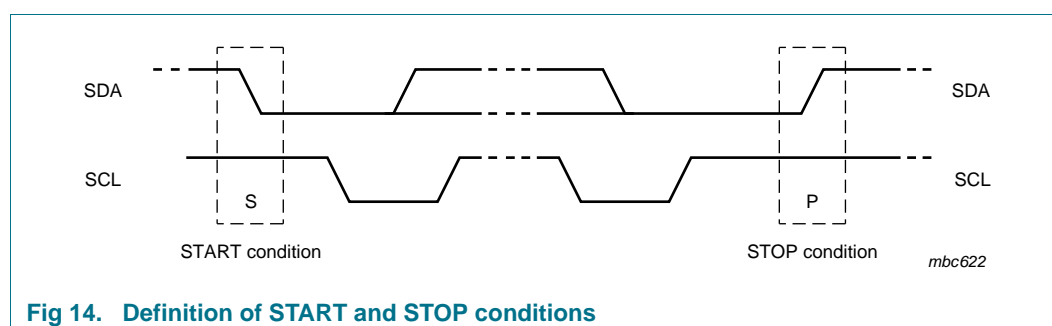 SDA
SDA
SCL
SCL
S
P
START condition
STOP condition
mbc622
Fig 14. Definition of START and STOP conditions